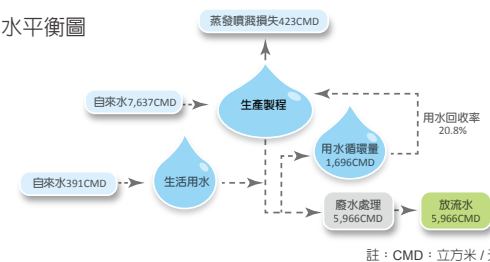 水平衡圖
蒸發噴濺損失423CMD
自來水7,637CMD
生產製程
用水回收率
20.8%
用水循環量
1,696CMD
自來水391CMD
生活用水
廢水處理
5,966CMD
放流水
5,966CMD
註：CMD：立方米 /